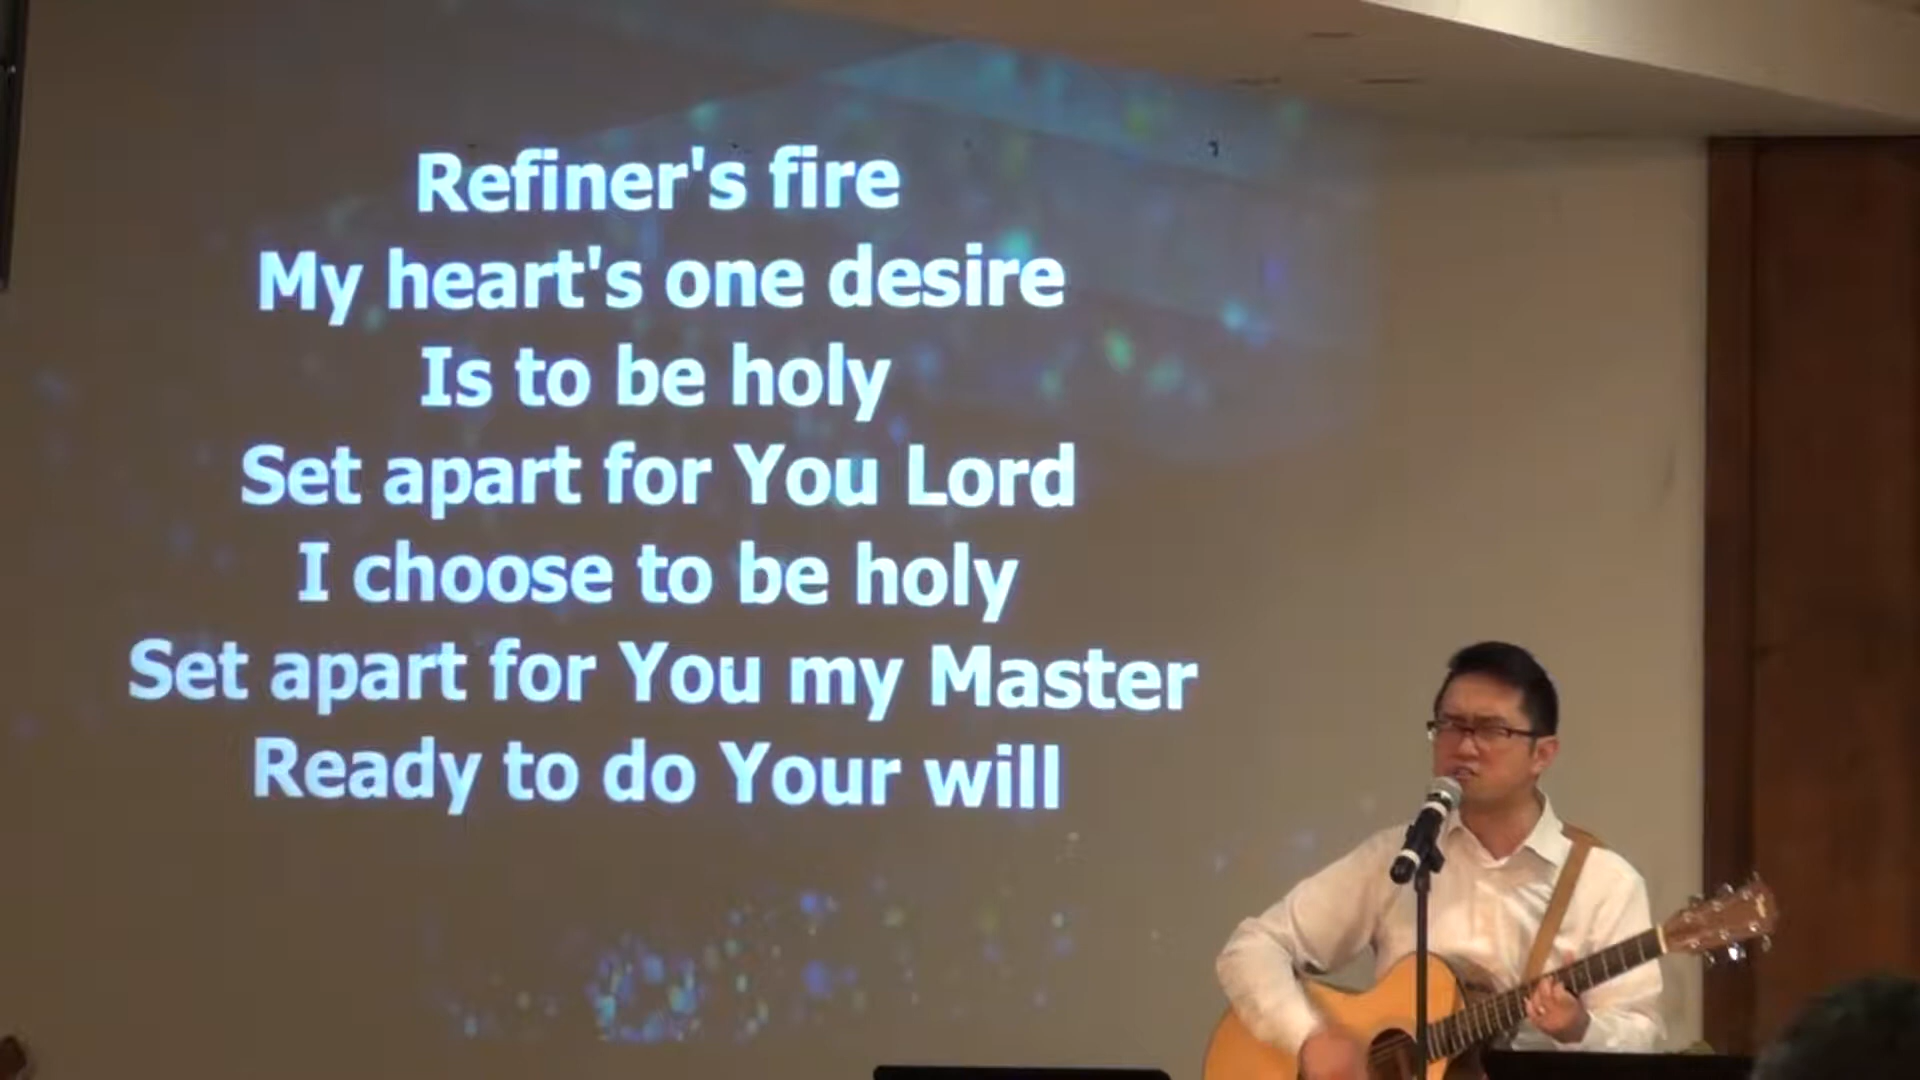 Refiner's fire
My heart's one desire
Is to be holy
Set apart for You Lord
I choose to be holy
Set apart for You my Master
Ready to do Your will